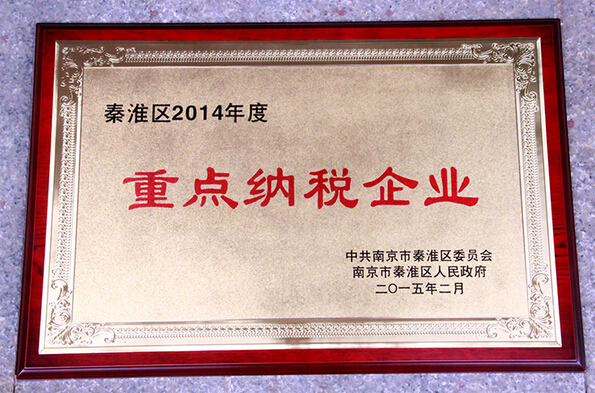 秦淮区2014年度
重点纳税企业
中共南京市秦淮区委员会
南京市秦淮区人民政府
二〇一五年二月